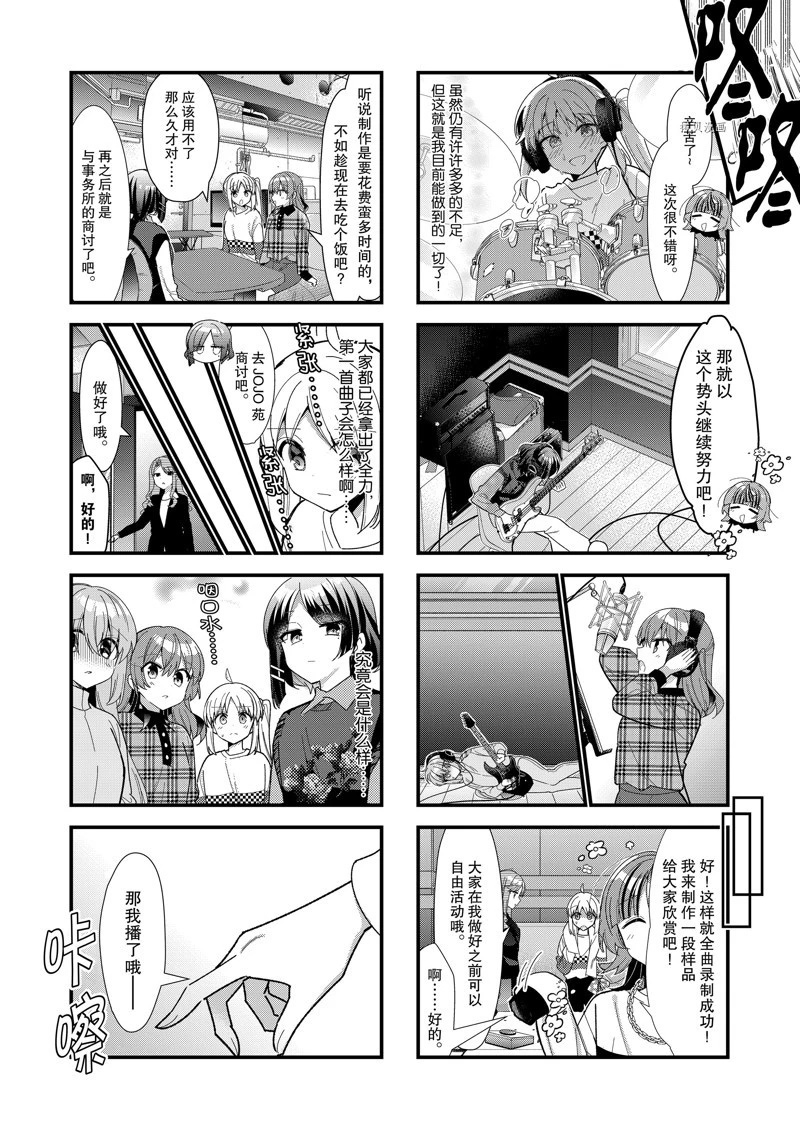 咚
咚
辛苦了~
这次很不错呀。
虽然仍有许许多多的不足，
但这就是我目前能做到的
一切了！
那就以
这个势头继续努力吧！
好！这样就全曲录制成功！
我来制作一段样品
给大家欣赏吧！
大家在我做好之前可以
自由活动哦。
啊……好的。
听说制作是要花费蛮多时间的，
不如趁现在去吃个饭吧？
应该用不了
那么久才对……
再之后就是
与事务所的商讨了吧。
紧张……
大家都已经拿出了全力，
第一首曲子会怎么样啊……
紧张……
去JOJO苑
商讨吧。
做好了哦。
啊，好的！
究竟会是什么样……
咽口水……
那我播了哦——
咔嚓